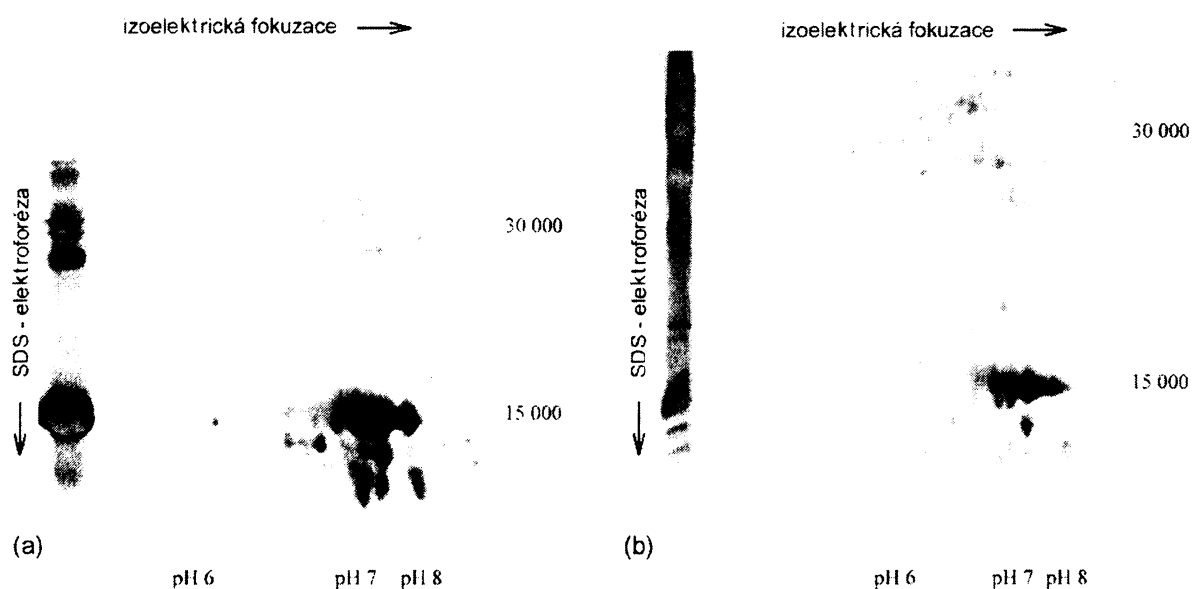 izoelektrická fokuzace
SDS - elektroforéza
30 000
15 000
(a)
pH 6 pH 7 pH 8
izoelektrická fokuzace
SDS - elektroforéza
30 000
15 000
(b)
pH 6 pH 7 pH 8